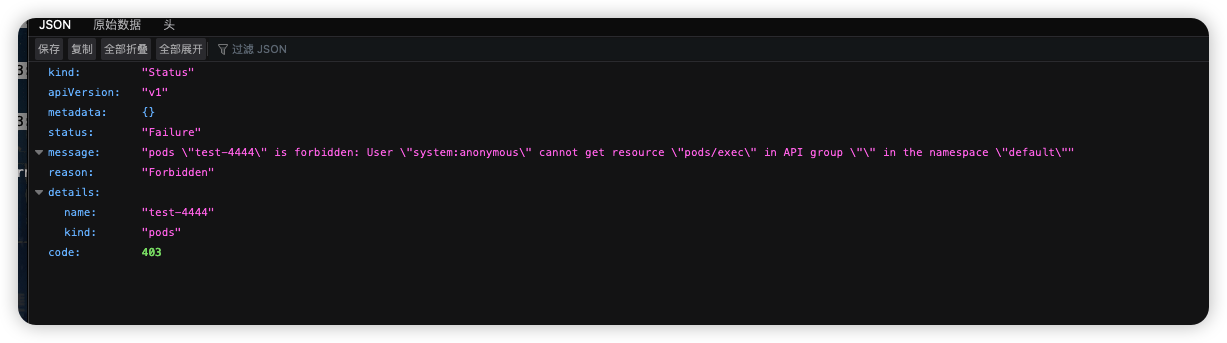 JSON 原始数据 头
保存 复制 全部折叠 全部展开 过滤 JSON
kind: "Status"
apiVersion: "v1"
metadata: {}
status: "Failure"
message: "pods \"test-4444\" is forbidden: User \"system:anonymous\" cannot get resource \"pods/exec\" in API group \"\" in the namespace \"default\""
reason: "Forbidden"
details:
name: "test-4444"
kind: "pods"
code: 403